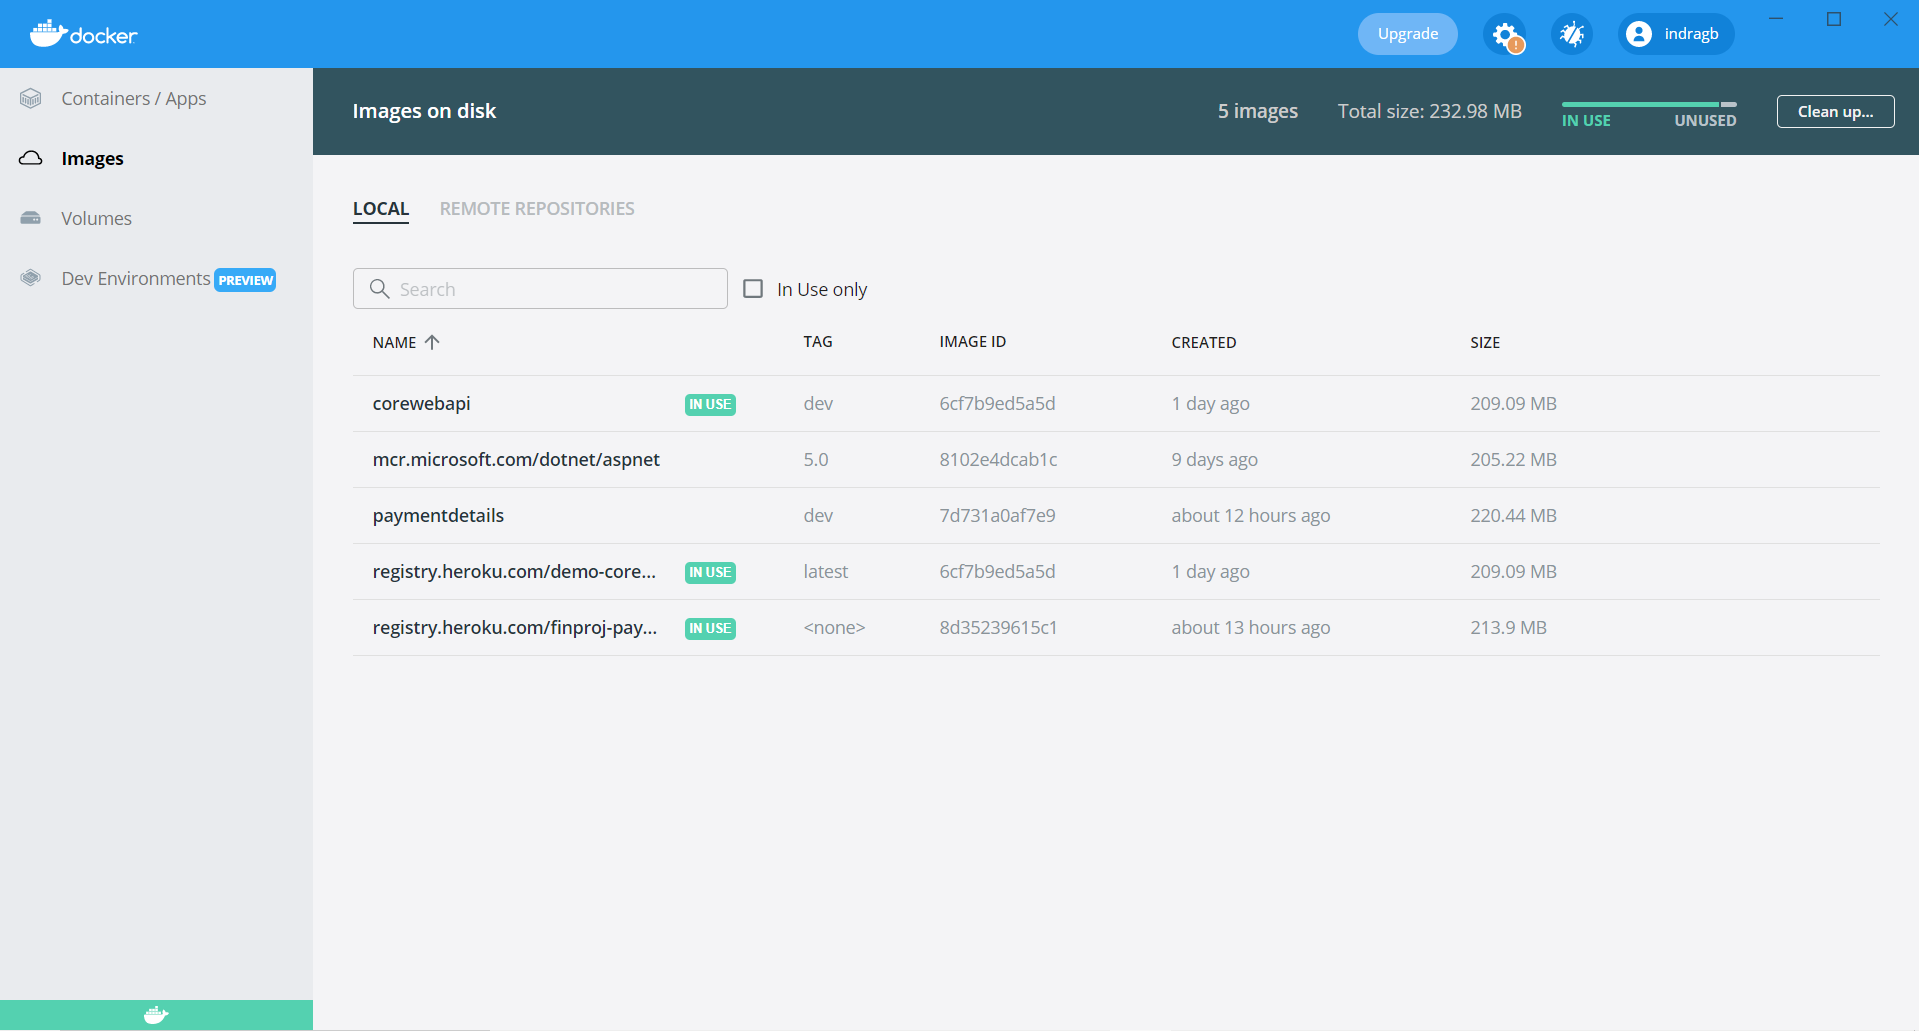 docker
Upgrade
!
indragb
Containers / Apps
Images
Volumes
Dev Environments PREVIEW
Images on disk
5 images
Total size: 232.98 MB
IN USE UNUSED
Clean up...
LOCAL REMOTE REPOSITORIES
Search
In Use only
NAME TAG IMAGE ID CREATED SIZE
corewebapi IN USE dev 6cf7b9ed5a5d 1 day ago 209.09 MB
mcr.microsoft.com/dotnet/aspnet 5.0 8102e4dcab1c 9 days ago 205.22 MB
paymentdetails dev 7d731a0af7e9 about 12 hours ago 220.44 MB
registry.heroku.com/demo-core... IN USE latest 6cf7b9ed5a5d 1 day ago 209.09 MB
registry.heroku.com/finproj-pay... IN USE <none> 8d35239615c1 about 13 hours ago 213.9 MB